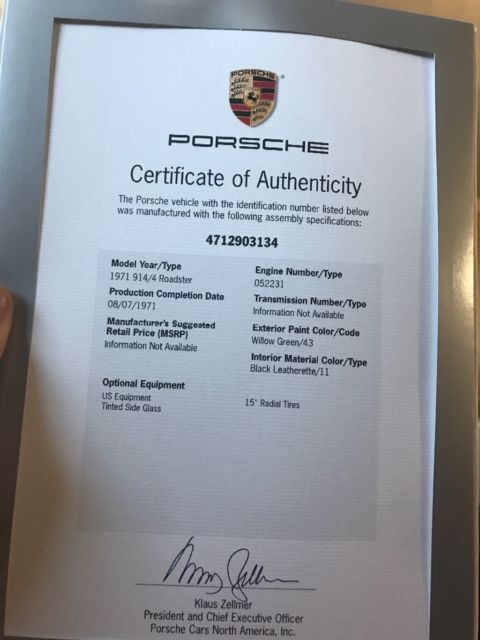 PORSCHE
PORSCHE
Certificate of Authenticity
The Porsche vehicle with the identification number listed below
was manufactured with the following assembly specifications:
4712903134
Model Year/Type
1971 914/4 Roadster
Production Completion Date
08/07/1971
Manufacturer's Suggested
Retail Price (MSRP)
Information Not Available
Engine Number/Type
052231
Transmission Number/Type
Information Not Available
Exterior Paint Color/Code
Willow Green/43
Interior Material Color/Type
Black Leatherette/11
Optional Equipment
US Equipment
Tinted Side Glass
15" Radial Tires
Klaus Zellmer
President and Chief Executive Officer
Porsche Cars North America, Inc.